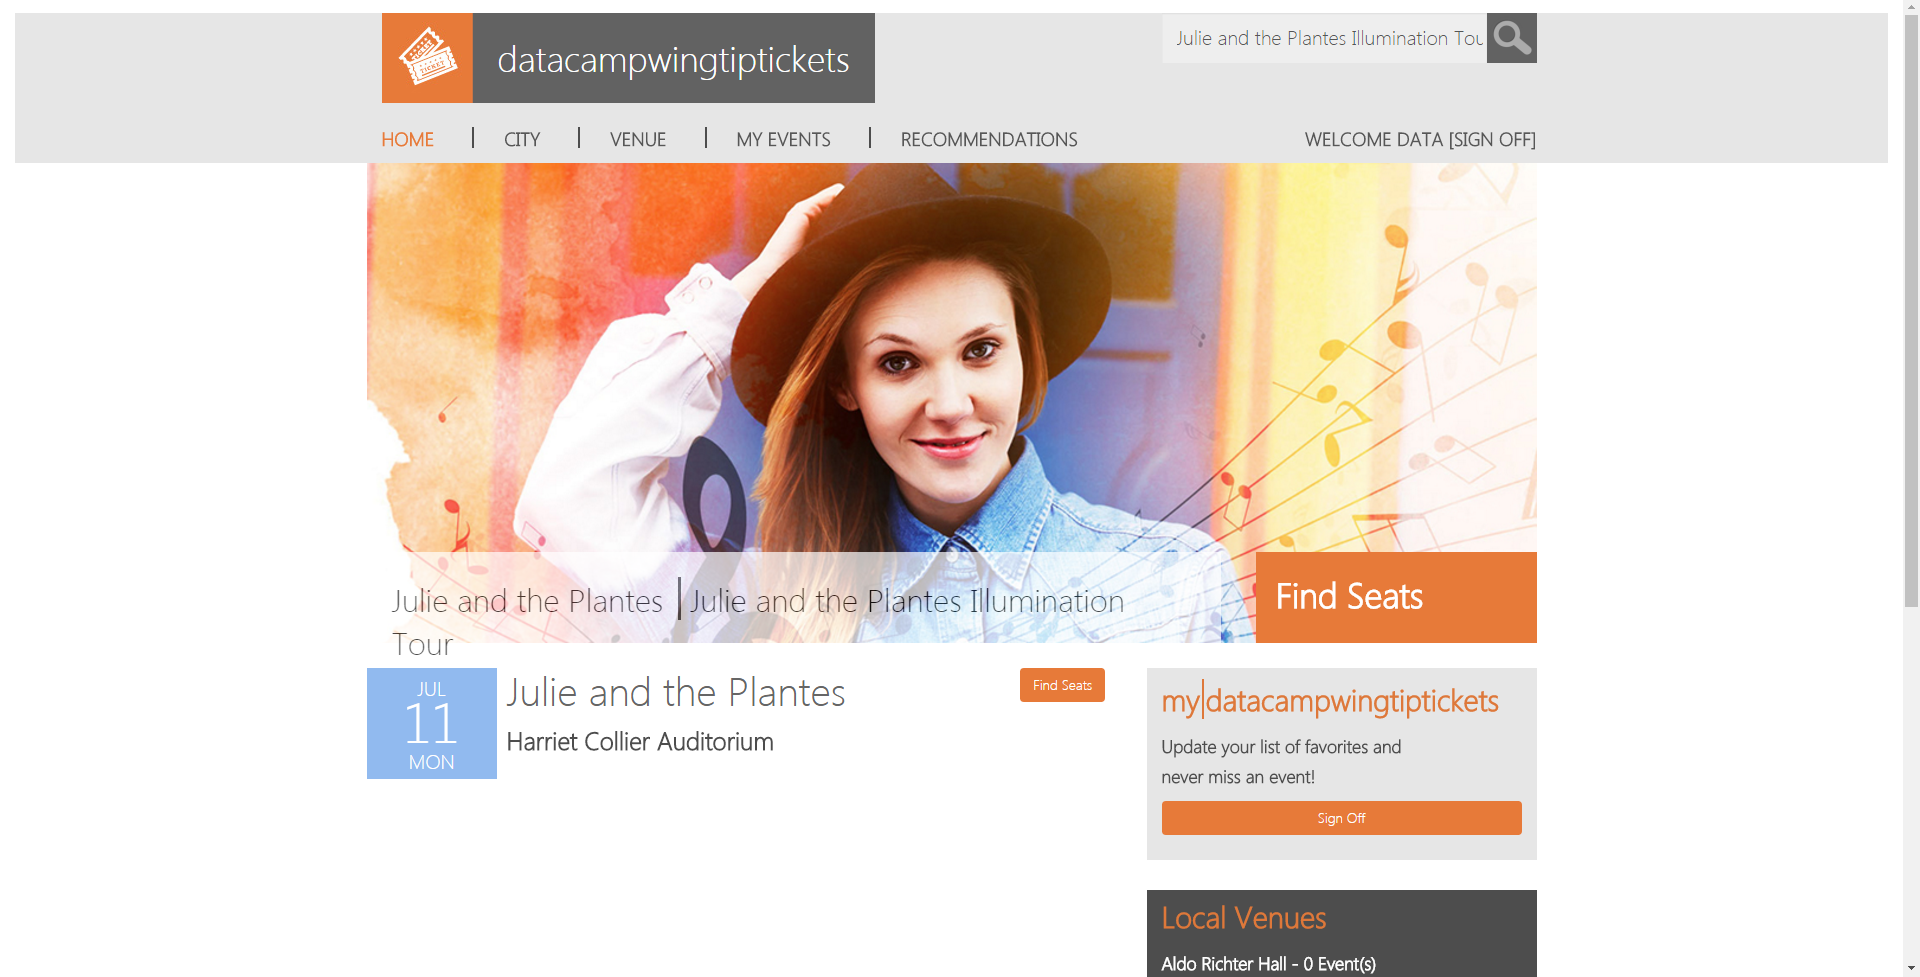 datacampwingtiptickets
Julie and the Plantes Illumination Tou
HOME
CITY
VENUE
MY EVENTS
RECOMMENDATIONS
WELCOME DATA [SIGN OFF]
Julie and the Plantes | Julie and the Plantes Illumination
Tour
Find Seats
JUL
11
MON
Julie and the Plantes
Harriet Collier Auditorium
Find Seats
my|datacampwingtiptickets
Update your list of favorites and
never miss an event!
Sign Off
Local Venues
Aldo Richter Hall - 0 Event(s)